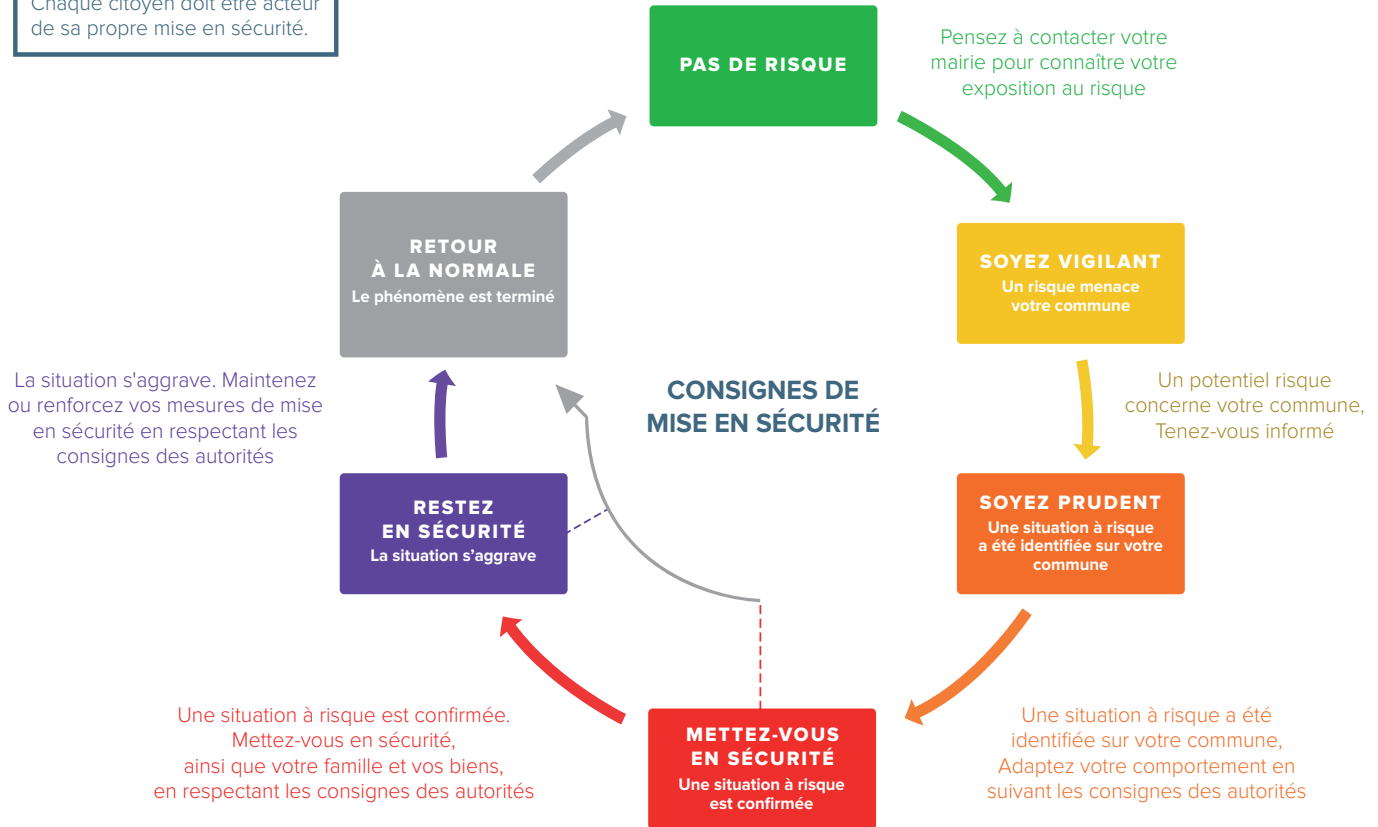 Chaque citoyen doit être acteur
de sa propre mise en sécurité.
PAS DE RISQUE
Pensez à contacter votre
mairie pour connaître votre
exposition au risque
SOYEZ VIGILANT
Un risque menace
votre commune
Un potentiel risque
concerne votre commune,
Tenez-vous informé
SOYEZ PRUDENT
Une situation à risque
a été identifiée sur votre
commune
Une situation à risque a été
identifiée sur votre commune,
Adaptez votre comportement en
suivant les consignes des autorités
METTEZ-VOUS
EN SÉCURITÉ
Une situation à risque
est confirmée
Une situation à risque est confirmée.
Mettez-vous en sécurité,
ainsi que votre famille et vos biens,
en respectant les consignes des autorités
RESTEZ
EN SÉCURITÉ
La situation s’aggrave
La situation s'aggrave. Maintenez
ou renforcez vos mesures de mise
en sécurité en respectant les
consignes des autorités
RETOUR
À LA NORMALE
Le phénomène est terminé
CONSIGNES DE
MISE EN SÉCURITÉ